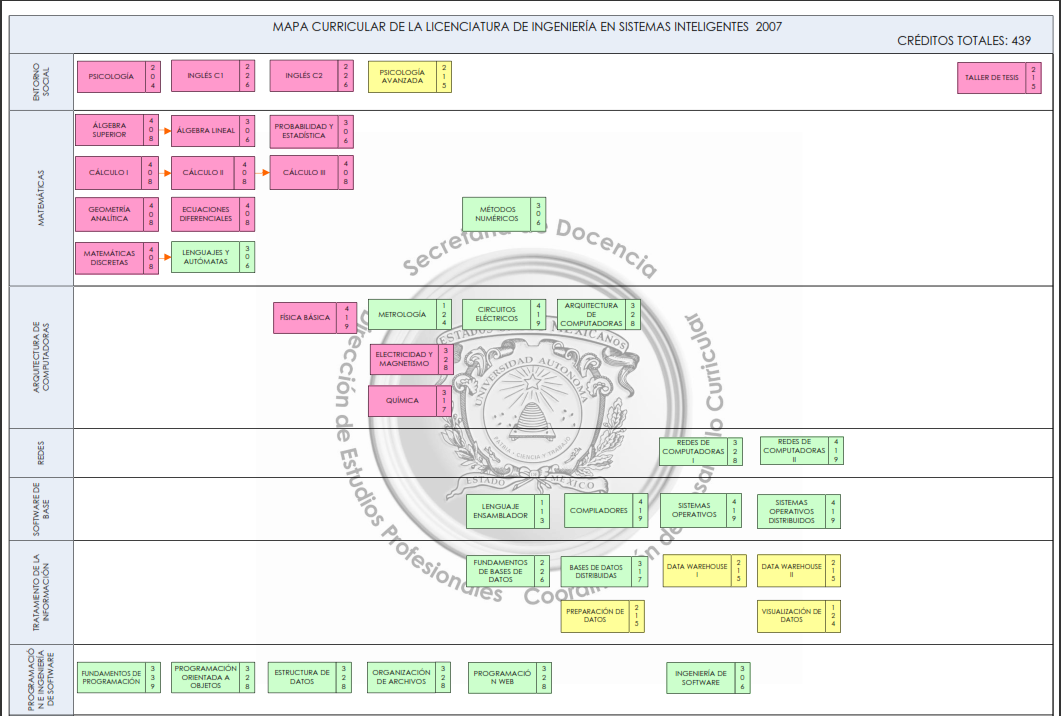 MAPA CURRICULAR DE LA LICENCIATURA DE INGENIERÍA EN SISTEMAS INTELIGENTES 2007
CRÉDITOS TOTALES: 439
ENTORNO
SOCIAL
PSICOLOGÍA
2
0
4
INGLÉS C1
2
2
6
INGLÉS C2
2
2
6
PSICOLOGÍA
AVANZADA
2
1
5
TALLER DE TESIS
2
1
5
MATEMÁTICAS
ÁLGEBRA
SUPERIOR
4
0
8
ÁLGEBRA LINEAL
3
0
6
PROBABILIDAD Y
ESTADÍSTICA
3
0
6
CÁLCULO I
4
0
8
CÁLCULO II
4
0
8
CÁLCULO III
4
0
8
GEOMETRÍA
ANALÍTICA
4
0
8
ECUACIONES
DIFERENCIALES
4
0
8
MÉTODOS
NUMÉRICOS
3
0
6
MATEMÁTICAS
DISCRETAS
4
0
8
LENGUAJES Y
AUTÓMATAS
3
0
6
ARQUITECTURA DE
COMPUTADORAS
FÍSICA BÁSICA
4
1
9
METROLOGÍA
1
2
4
CIRCUITOS
ELÉCTRICOS
4
1
9
ARQUITECTURA
DE
COMPUTADORAS
3
2
8
ELECTRICIDAD Y
MAGNETISMO
3
2
8
QUÍMICA
3
1
7
REDES
REDES DE
COMPUTADORAS
I
3
2
8
REDES DE
COMPUTADORAS
II
4
1
9
SOFTWARE DE
BASE
LENGUAJE
ENSAMBLADOR
1
1
3
COMPILADORES
4
1
9
SISTEMAS
OPERATIVOS
4
1
9
SISTEMAS
OPERATIVOS
DISTRIBUIDOS
4
1
9
TRATAMIENTO DE LA
INFORMACIÓN
FUNDAMENTOS
DE BASES DE
DATOS
2
2
6
BASES DE DATOS
DISTRIBUIDAS
3
1
7
DATA WAREHOUSE
I
2
1
5
DATA WAREHOUSE
II
2
1
5
PREPARACIÓN DE
DATOS
2
1
5
VISUALIZACIÓN DE
DATOS
1
2
4
PROGRAMACIÓ
N E INGENIERÍA
DE SOFTWARE
FUNDAMENTOS DE
PROGRAMACIÓN
3
3
9
PROGRAMACIÓN
ORIENTADA A
OBJETOS
3
2
8
ESTRUCTURA DE
DATOS
3
2
8
ORGANIZACIÓN
DE ARCHIVOS
3
2
8
PROGRAMACIÓ
N WEB
3
2
8
INGENIERÍA DE
SOFTWARE
3
0
6
Docencia
de Estudios Profesionales
Curricular
UNIVERSIDAD AUTONOMA
ESTADO MEXICO
PATRIA CIENCIA Y TRABAJO